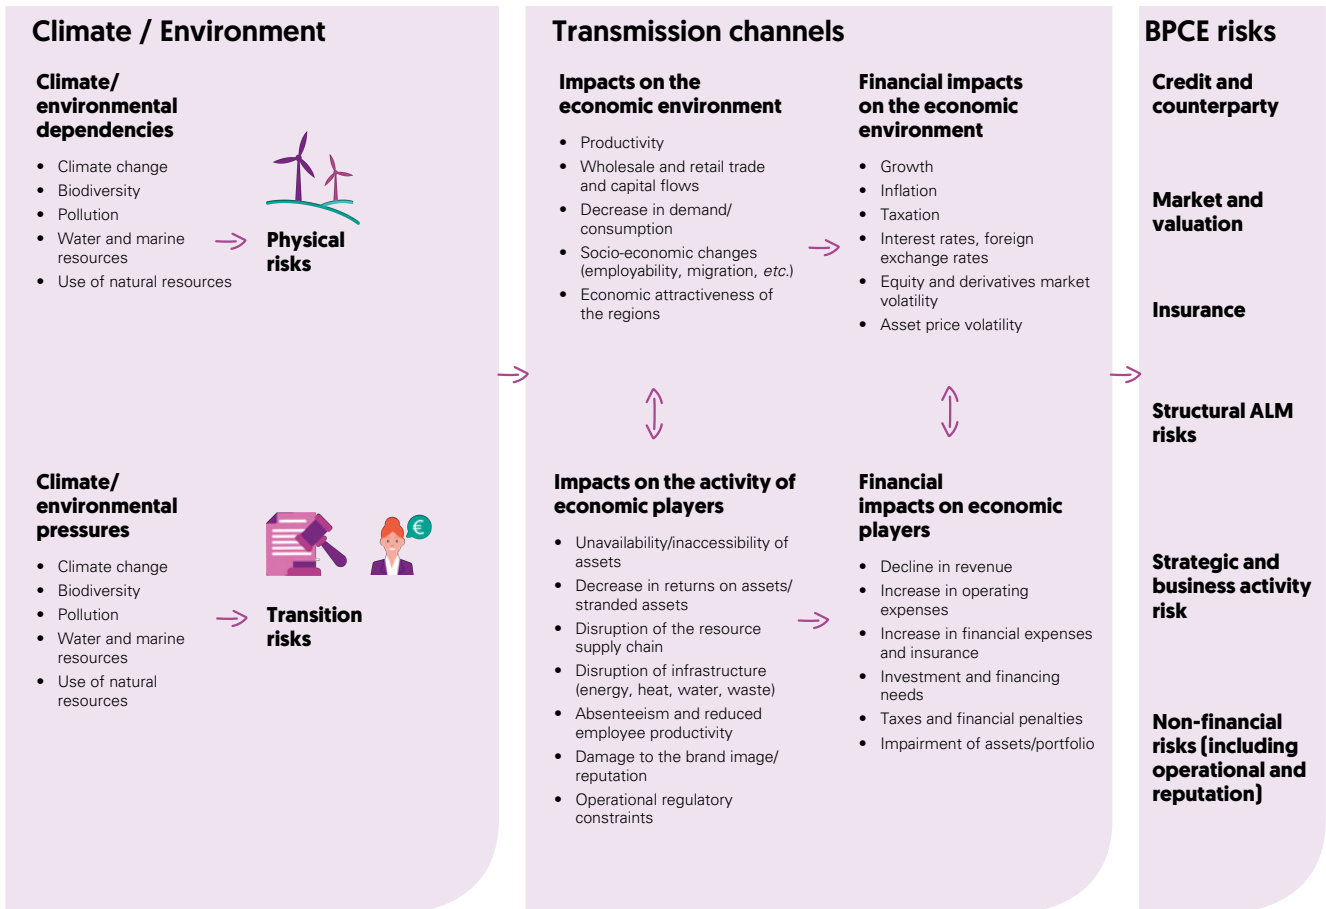 Climate / Environment
Climate/
environmental
dependencies
• Climate change
• Biodiversity
• Pollution
• Water and marine
resources
• Use of natural resources
Physical
risks
Climate/
environmental
pressures
• Climate change
• Biodiversity
• Pollution
• Water and marine
resources
• Use of natural
resources
€
Transition
risks
Transmission channels
Impacts on the
economic environment
• Productivity
• Wholesale and retail trade
and capital flows
• Decrease in demand/
consumption
• Socio-economic changes
(employability, migration, etc.)
• Economic attractiveness of
the regions
Financial impacts
on the economic
environment
• Growth
• Inflation
• Taxation
• Interest rates, foreign
exchange rates
• Equity and derivatives market
volatility
• Asset price volatility
Impacts on the activity of
economic players
• Unavailability/inaccessibility of
assets
• Decrease in returns on assets/
stranded assets
• Disruption of the resource
supply chain
• Disruption of infrastructure
(energy, heat, water, waste)
• Absenteeism and reduced
employee productivity
• Damage to the brand image/
reputation
• Operational regulatory
constraints
Financial
impacts on economic
players
• Decline in revenue
• Increase in operating
expenses
• Increase in financial expenses
and insurance
• Investment and financing
needs
• Taxes and financial penalties
• Impairment of assets/portfolio
BPCE risks
Credit and
counterparty
Market and
valuation
Insurance
Structural ALM
risks
Strategic and
business activity
risk
Non-financial
risks (including
operational and
reputation)